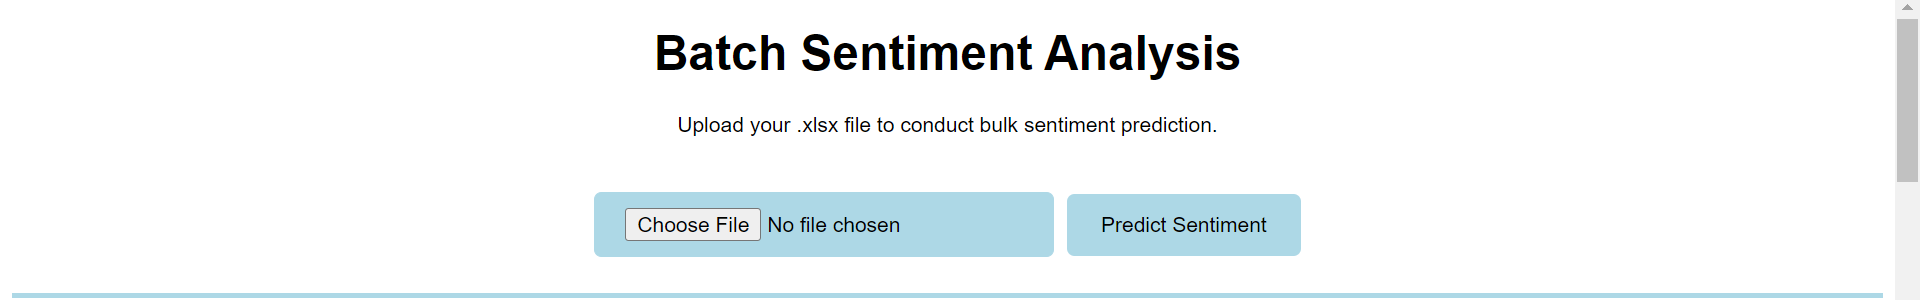 Batch Sentiment Analysis
Upload your .xlsx file to conduct bulk sentiment prediction.
Choose File No file chosen Predict Sentiment